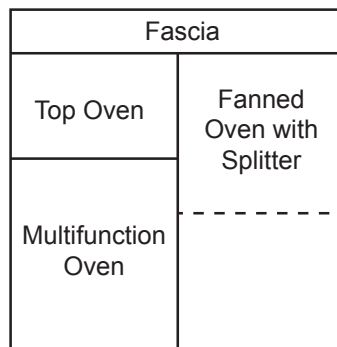 Fascia
Top Oven
Fanned
Oven with
Splitter
Multifunction
Oven